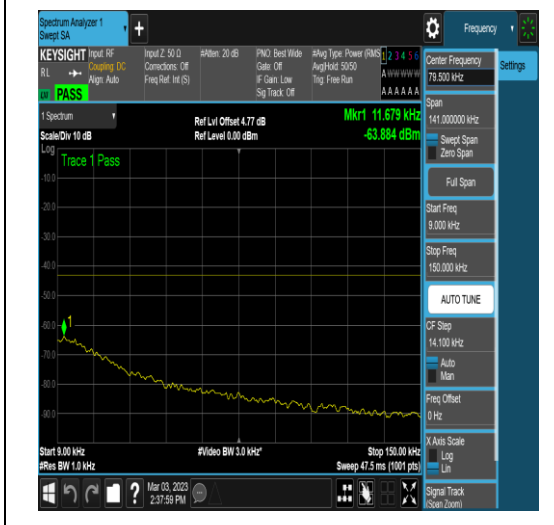 Spectrum Analyzer 1
Swept SA
+
Frequency
KEYSIGHT
Input: RF
Coupling: DC
Align: Auto
Input Z: 50 Ω
Corrections: Off
Freq Ref: Int (S)
#Atten: 20 dB
PNO: Best Wide
Gate: Off
IF Gain: Low
Sig Track: Off
#Avg Type: Power (RMS)
Avg|Hold: 50/50
Trig: Free Run
1 2 3 4 5 6
A W W W W W
A A A A A A
R L
PASS
Center Frequency
79.500 kHz
Settings
Span
141.000000 kHz
Swept Span
Zero Span
Full Span
Start Freq
9.000 kHz
Stop Freq
150.000 kHz
AUTO TUNE
CF Step
14.100 kHz
Auto
Man
Freq Offset
0 Hz
X Axis Scale
Log
Lin
Signal Track
(Span Zoom)
1 Spectrum
Scale/Div 10 dB
Ref Lvl Offset 4.77 dB
Ref Level 0.00 dBm
Mkr1 11.679 kHz
-63.884 dBm
Log
Trace 1 Pass
-10.0
-20.0
-30.0
-40.0
-50.0
-60.0
1
-70.0
-80.0
-90.0
Start 9.00 kHz
#Res BW 1.0 kHz
#Video BW 3.0 kHz*
Stop 150.00 kHz
Sweep 47.5 ms (1001 pts)
?
Mar 03, 2023
2:37:59 PM